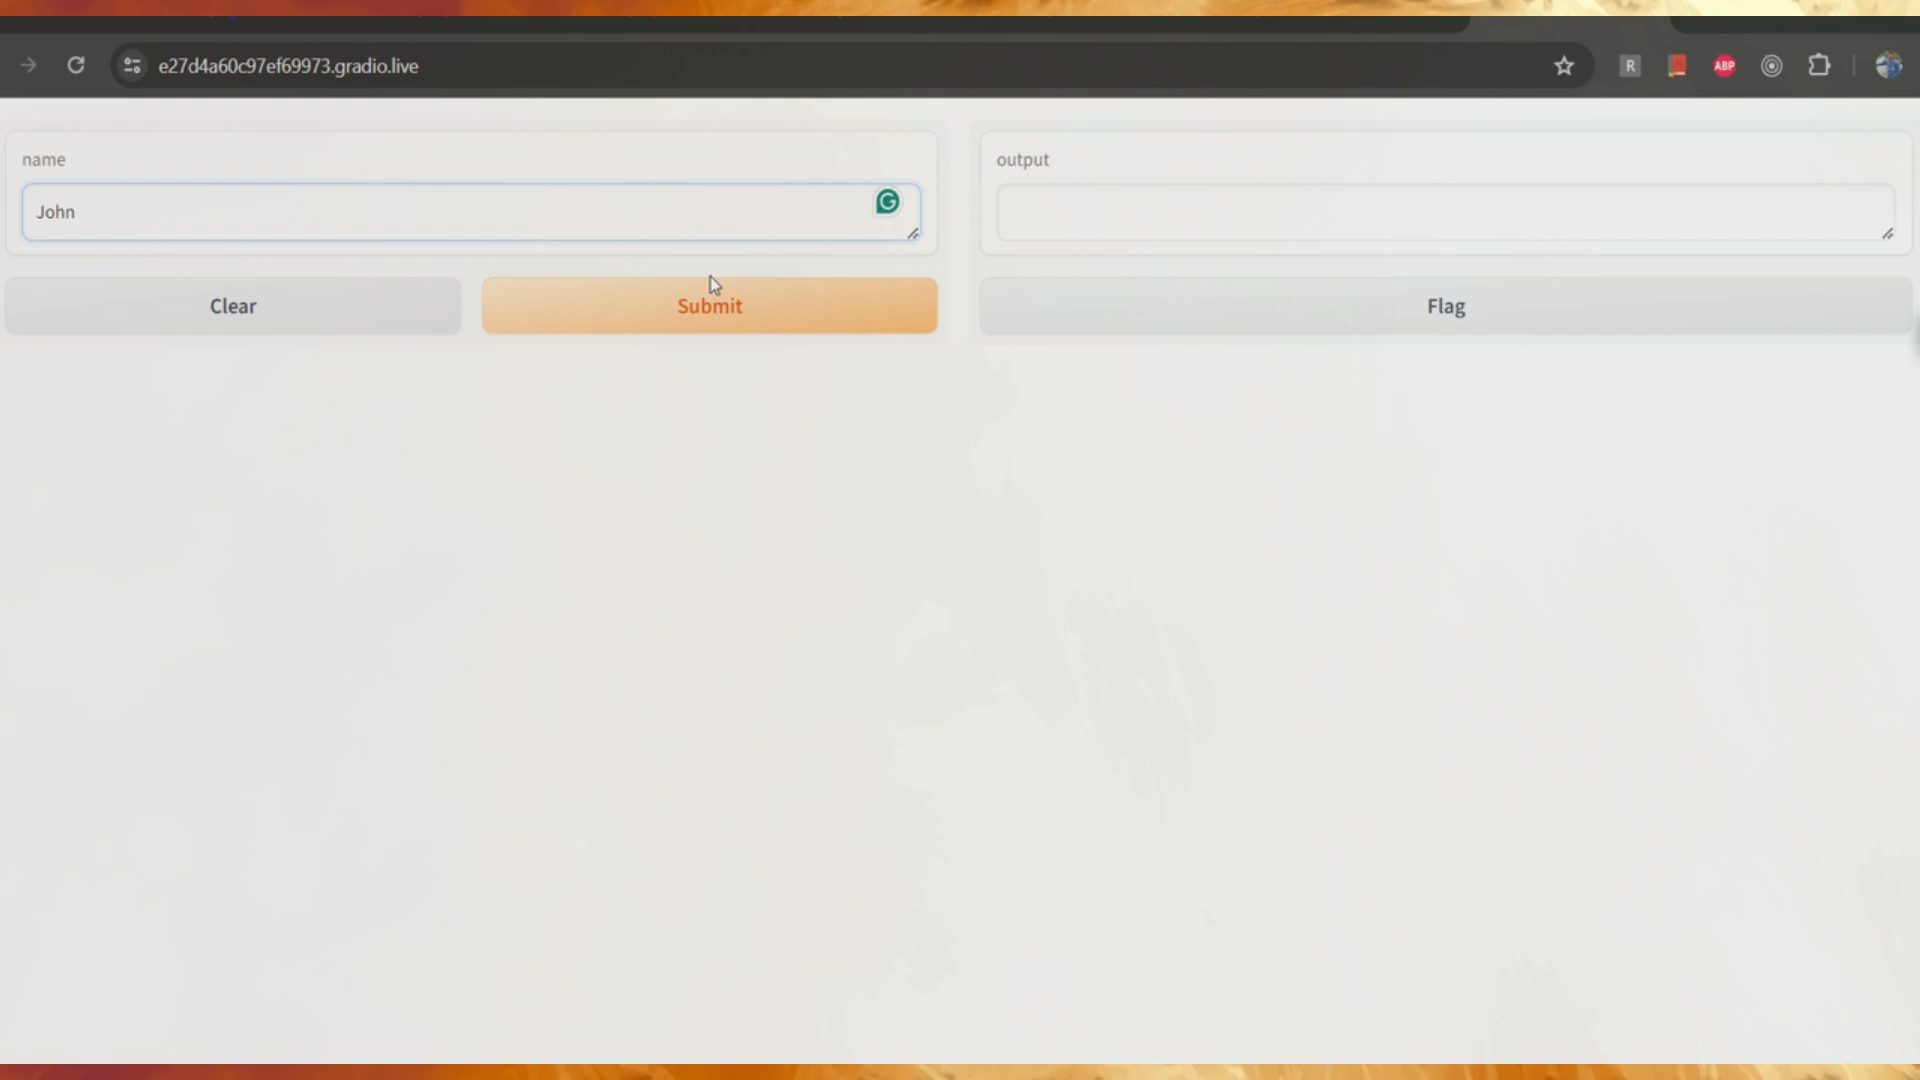 e27d4a60c97ef69973.gradio.live
R
ABP
name
output
John
G
Clear
Submit
Flag